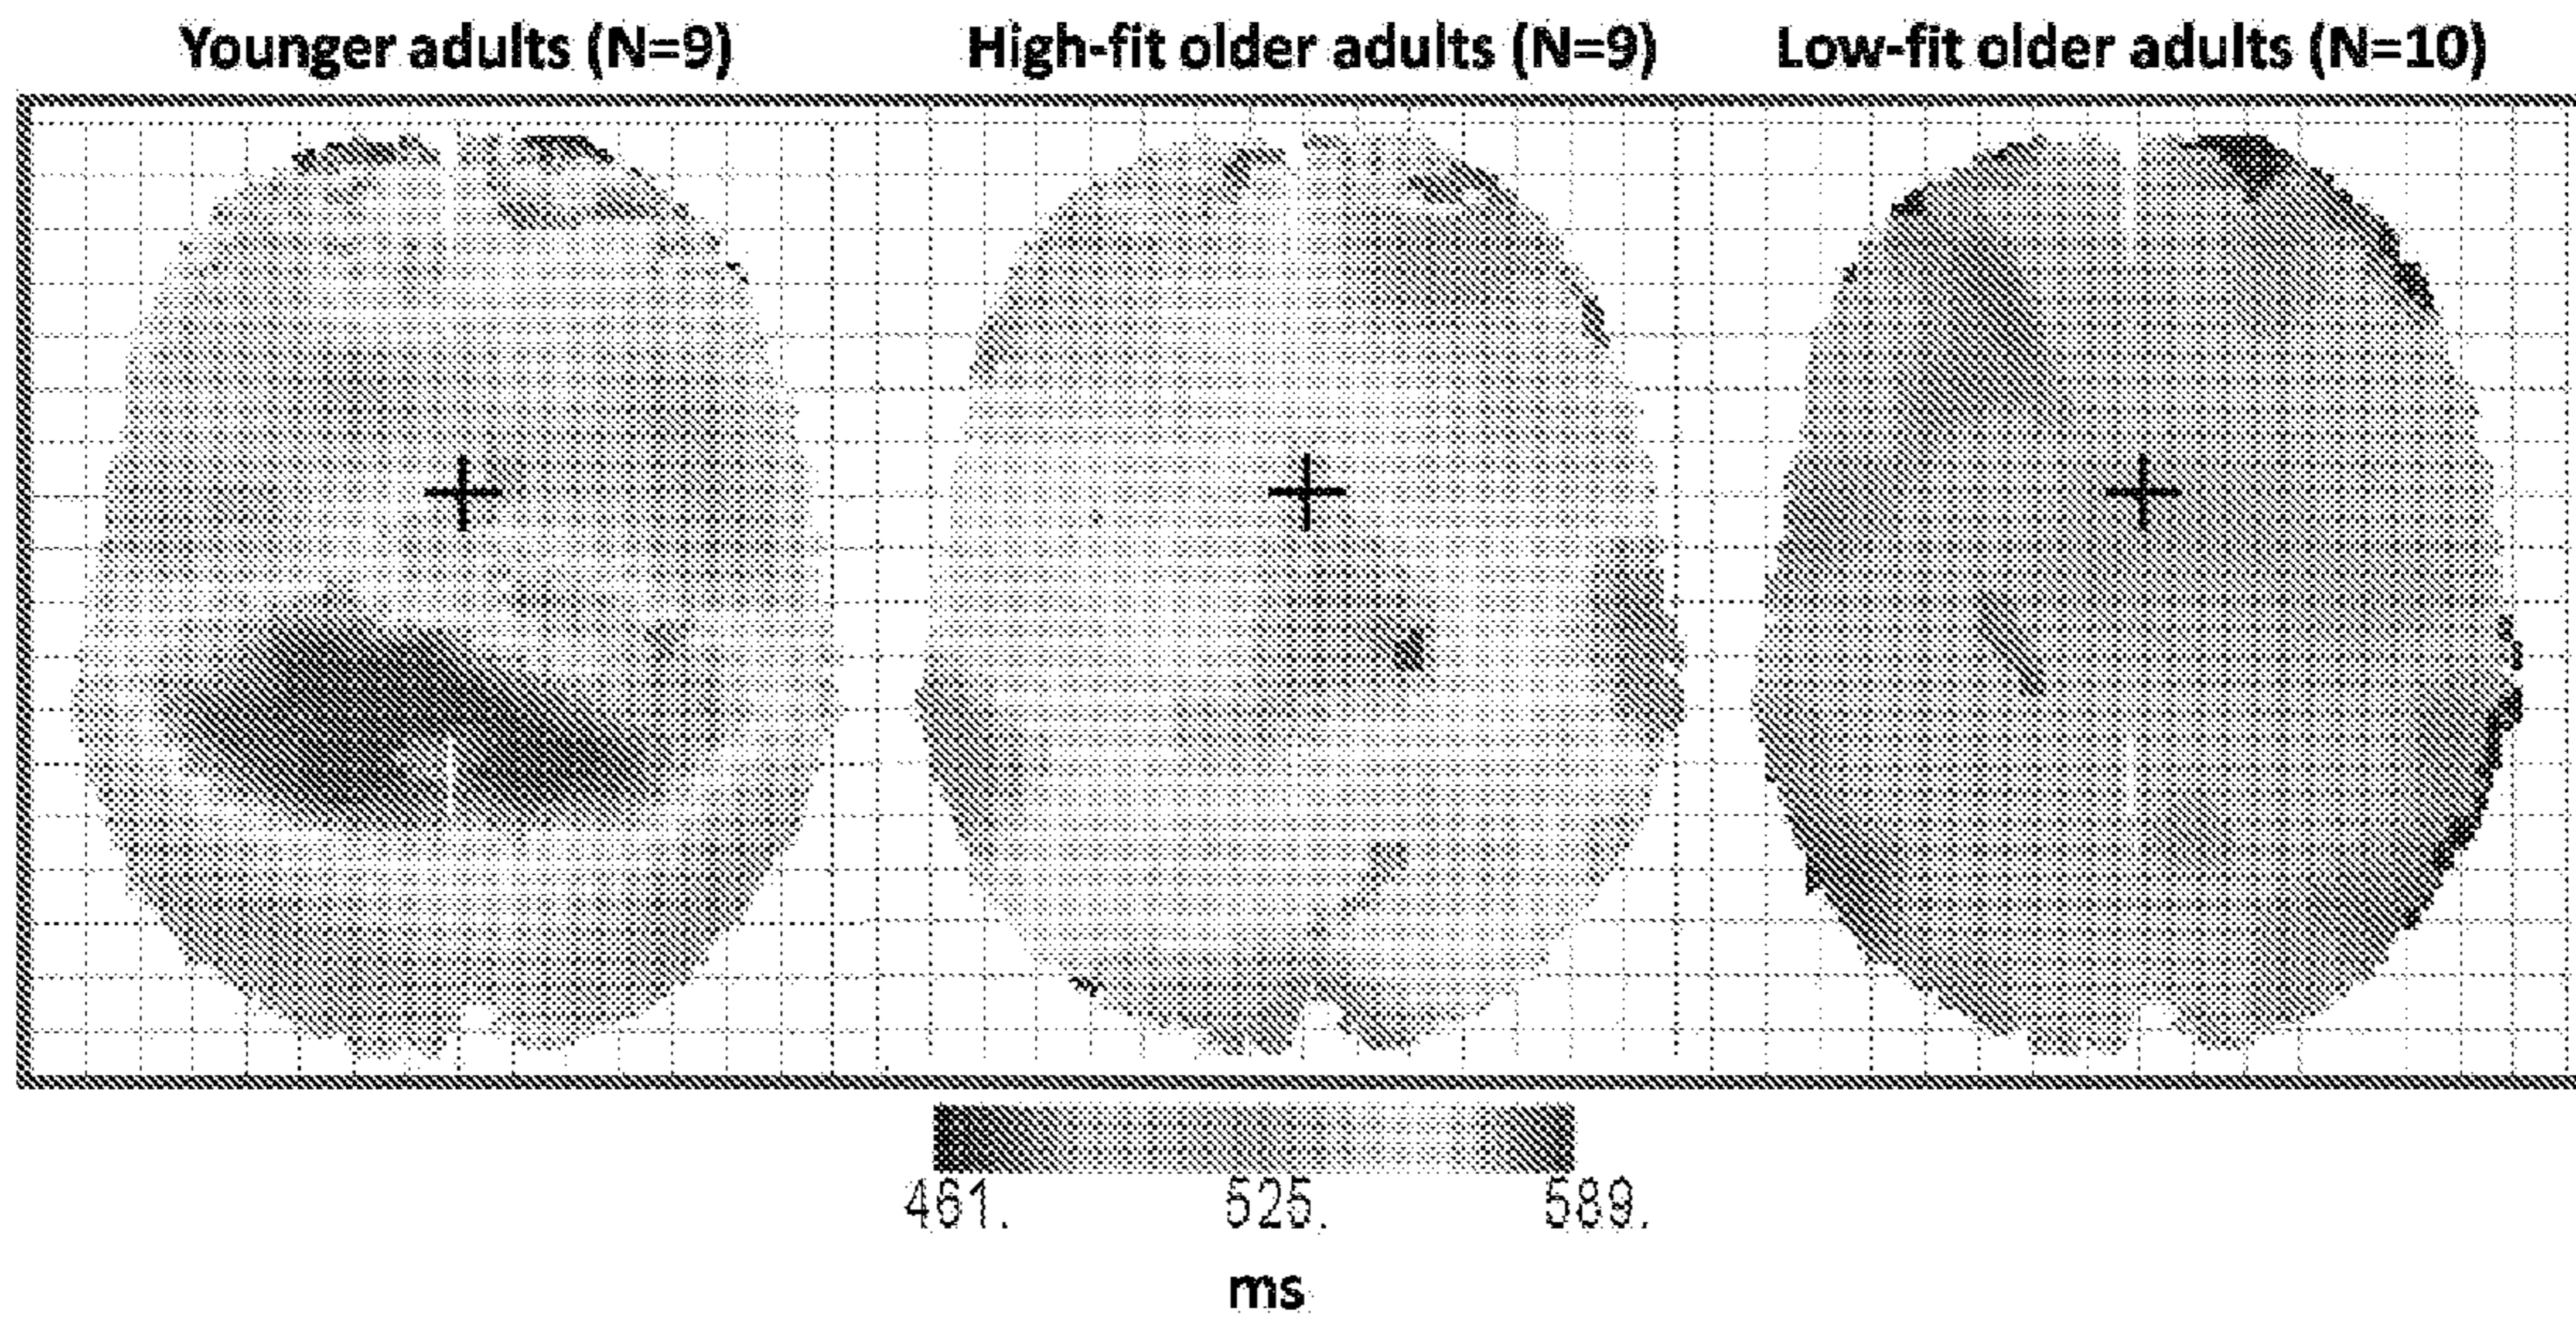 Younger adults (N=9) High-fit older adults (N=9) Low-fit older adults (N=10)
461. 525. 589.
ms